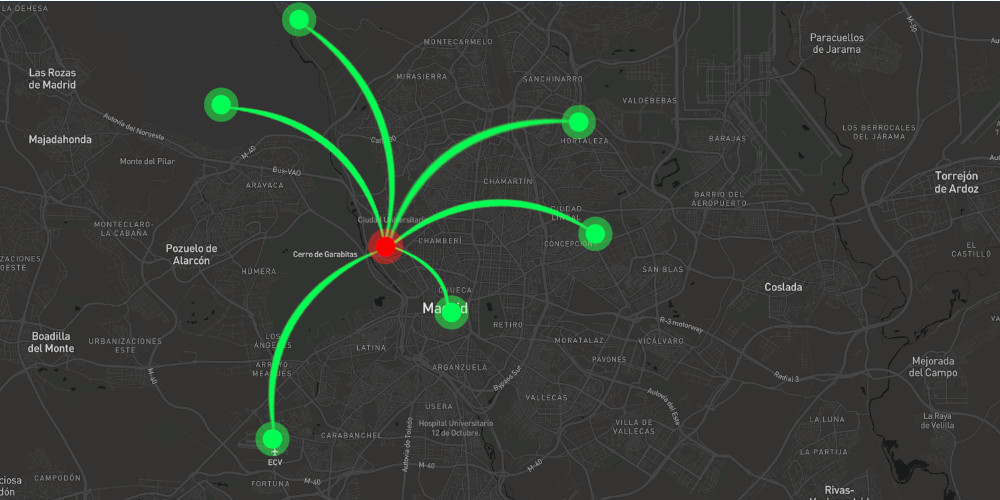 LA DEHESA
MONTECARMELO
Paracuellos
de Jarama
M-50
Las Rozas
de Madrid
MIRASIERRA
SANCHINARRO
VALDEBEBAS
Autovía del Noroeste
Majadahonda
HORTALEZA
BARAJAS
LOS BERROCALES
DEL JARAMA
M-40
Monte del Pilar
Bus-VAO
ARAVACA
CHAMARTÍN
Torrejón
de Ardoz
BARRIO DEL
AEROPUERTO
CIUDAD
LINEAL
Ciudad Universitaria
MONTECLARO-
LA CABAÑA
Pozuelo de
Alarcón
Cerro de Garabitas
CHAMBERÍ
CONCEPCIÓN
EL
CASTILLO
HÚMERA
SAN BLAS
Coslada
CHUECA
Madrid
RETIRO
R-3 motorway
Boadilla
del Monte
URBANIZACIONES
ESTE
LOS
ÁNGELES
LATINA
MORATALAZ
VICÁLVARO
PAVONES
ARROYO
MEAQUES
ARGANZUELA
Bypass Sur
Radial 3
Mejorada
del Campo
M-40
VALLECAS
Autovía del Este
USERA
Hospital Universitario
12 de Octubre.
Autovía de Toledo
CARABANCHEL
VILLA DE
VALLECAS
LA LUNA
La Raya
de Velilla
LA PARTIJA
ECV
M-40
M-40
CAMPODÓN
FORTUNA
Rivas-